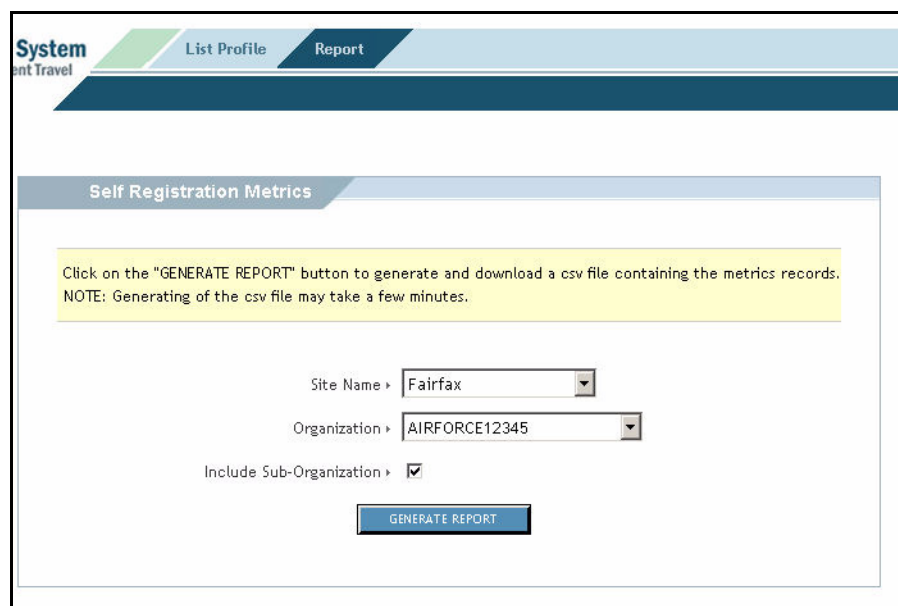 System
ent Travel
List Profile
Report
Self Registration Metrics
Click on the "GENERATE REPORT" button to generate and download a csv file containing the metrics records.
NOTE: Generating of the csv file may take a few minutes.
Site Name Fairfax
Organization AIRFORCE12345
Include Sub-Organization
GENERATE REPORT